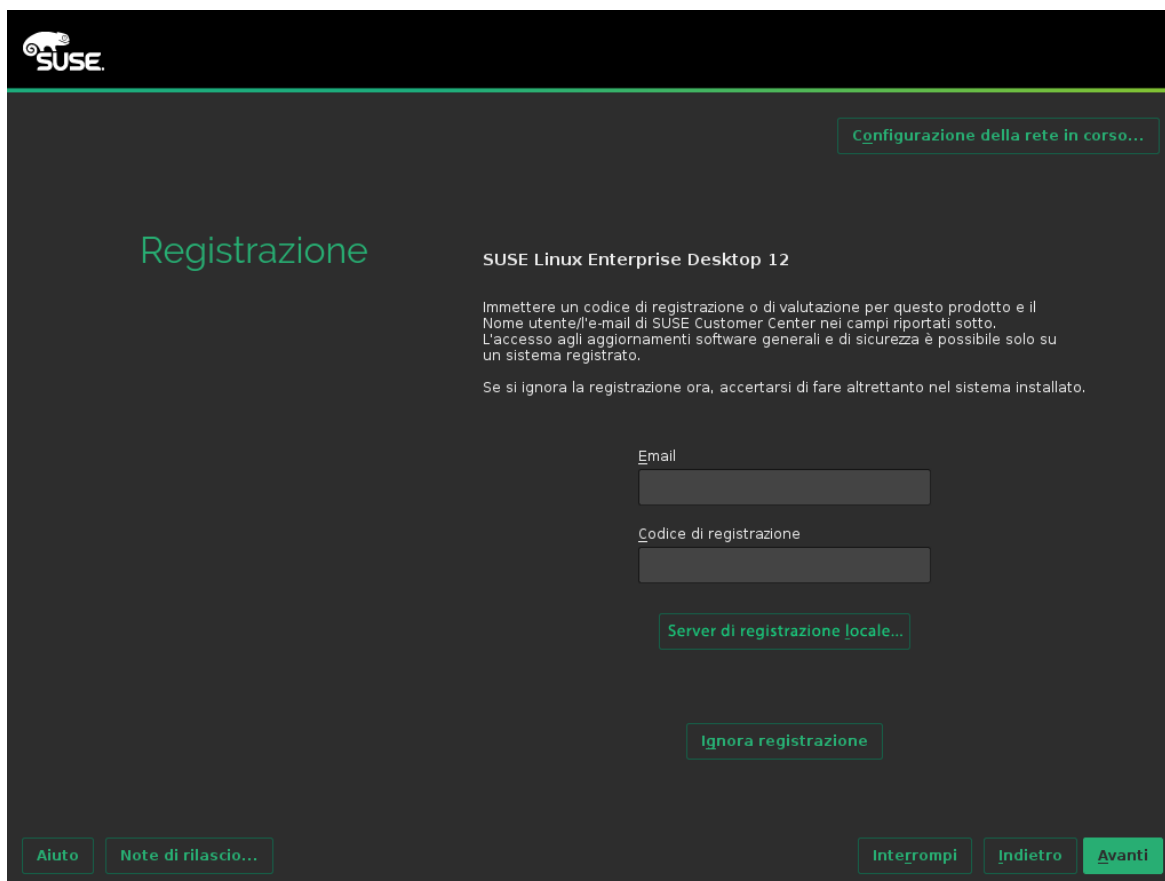 SUSE.
Configurazione della rete in corso...
Registrazione
SUSE Linux Enterprise Desktop 12
Immettere un codice di registrazione o di valutazione per questo prodotto e il
Nome utente/l'e-mail di SUSE Customer Center nei campi riportati sotto.
L'accesso agli aggiornamenti software generali e di sicurezza è possibile solo su
un sistema registrato.
Se si ignora la registrazione ora, accertarsi di fare altrettanto nel sistema installato.
Email
Codice di registrazione
Server di registrazione locale...
Ignora registrazione
Aiuto
Note di rilascio...
Interrompi
Indietro
Avanti